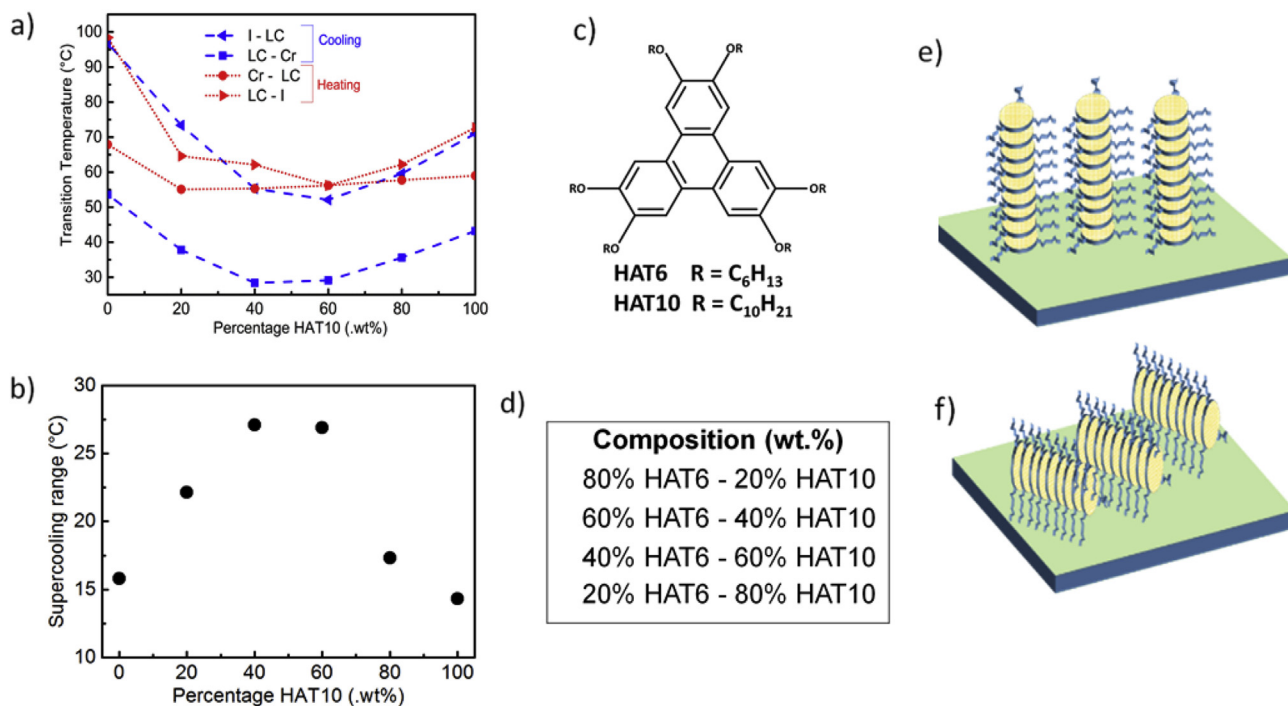 a)
Transition Temperature (°C)
100
90
80
70
60
50
40
30
I - LC
LC - Cr
Cooling
Cr - LC
LC - I
Heating
0 20 40 60 80 100
Percentage HAT10 (.wt%)
b)
Supercooling range (°C)
30
25
20
15
10
0 20 40 60 80 100
Percentage HAT10 (.wt%)
c)
RO OR
RO OR
RO OR
HAT6 R = C6H13
HAT10 R = C10H21
d)
Composition (wt.%)
80% HAT6 - 20% HAT10
60% HAT6 - 40% HAT10
40% HAT6 - 60% HAT10
20% HAT6 - 80% HAT10
e)
f)